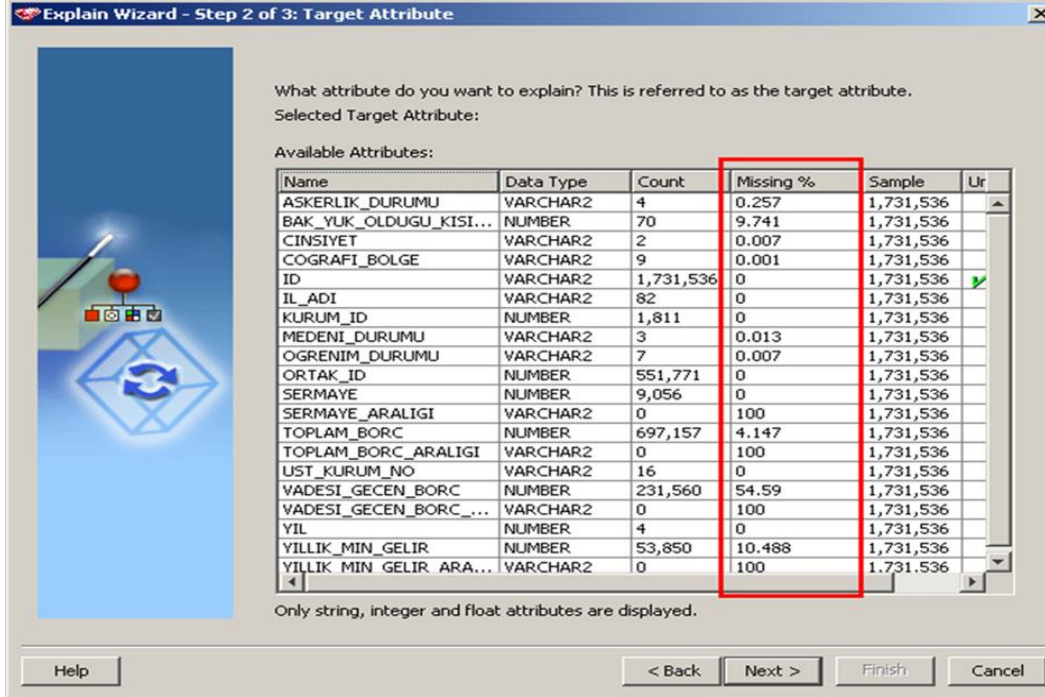 Explain Wizard - Step 2 of 3: Target Attribute
What attribute do you want to explain? This is referred to as the target attribute.
Selected Target Attribute:
Available Attributes:
Name Data Type Count Missing % Sample Ur
ASKERLIK_DURUMU VARCHAR2 4 0.257 1,731,536
BAK_YUK_OLDUGU_KISI... NUMBER 70 9.741 1,731,536
CINSIYET VARCHAR2 2 0.007 1,731,536
COGRAFI_BOLGE VARCHAR2 9 0.001 1,731,536
ID VARCHAR2 1,731,536 0 1,731,536
IL_ADI VARCHAR2 82 0 1,731,536
KURUM_ID NUMBER 1,811 0 1,731,536
MEDENI_DURUMU VARCHAR2 3 0.013 1,731,536
OGRENIM_DURUMU VARCHAR2 7 0.007 1,731,536
ORTAK_ID NUMBER 551,771 0 1,731,536
SERMAYE NUMBER 9,056 0 1,731,536
SERMAYE_ARALIGI VARCHAR2 0 100 1,731,536
TOPLAM_BORC NUMBER 697,157 4.147 1,731,536
TOPLAM_BORC_ARALIGI VARCHAR2 0 100 1,731,536
UST_KURUM_NO VARCHAR2 16 0 1,731,536
VADESI_GECEN_BORC NUMBER 231,560 54.59 1,731,536
VADESI_GECEN_BORC_... VARCHAR2 0 100 1,731,536
YIL NUMBER 4 0 1,731,536
YILLIK_MIN_GELIR NUMBER 53,850 10.488 1,731,536
YILLIK_MIN_GELIR_ARA... VARCHAR2 0 100 1,731,536
Only string, integer and float attributes are displayed.
Help < Back Next > Finish Cancel